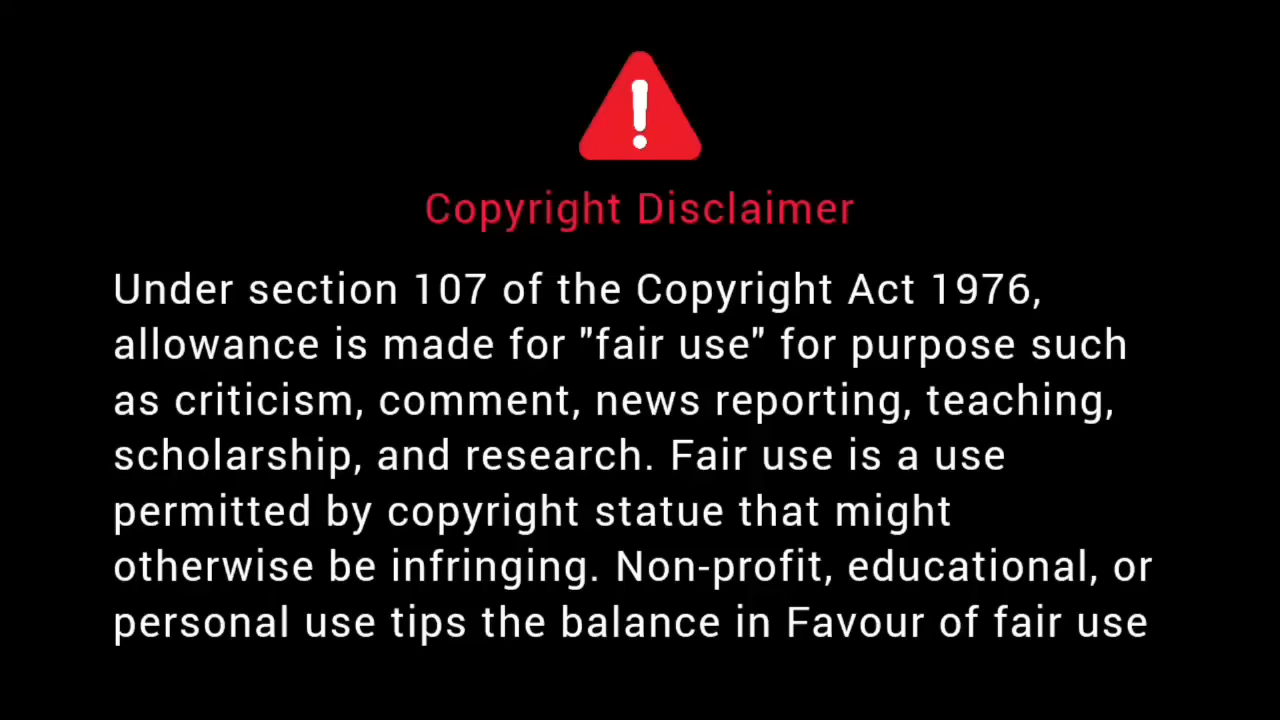 Copyright Disclaimer
Under section 107 of the Copyright Act 1976,
allowance is made for "fair use" for purpose such
as criticism, comment, news reporting, teaching,
scholarship, and research. Fair use is a use
permitted by copyright statue that might
otherwise be infringing. Non-profit, educational, or
personal use tips the balance in Favour of fair use